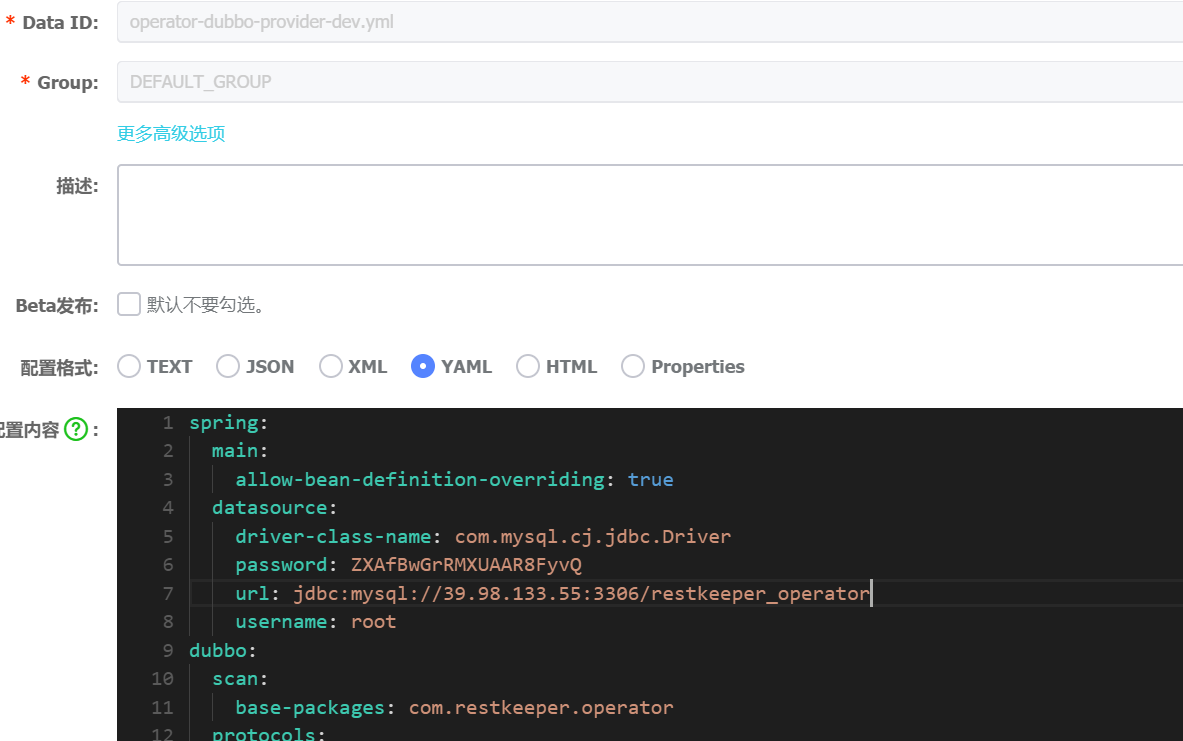 * Data ID: operator-dubbo-provider-dev.yml
* Group: DEFAULT_GROUP
更多高级选项
描述:
Beta发布: 默认不要勾选。
配置格式: TEXT JSON XML YAML HTML Properties
配置内容 ? :
1 spring:
2 main:
3 allow-bean-definition-overriding: true
4 datasource:
5 driver-class-name: com.mysql.cj.jdbc.Driver
6 password: ZXAfBwGrRMXUAAR8FyvQ
7 url: jdbc:mysql://39.98.133.55:3306/restkeeper_operator
8 username: root
9 dubbo:
10 scan:
11 base-packages: com.restkeeper.operator
12 protocols: